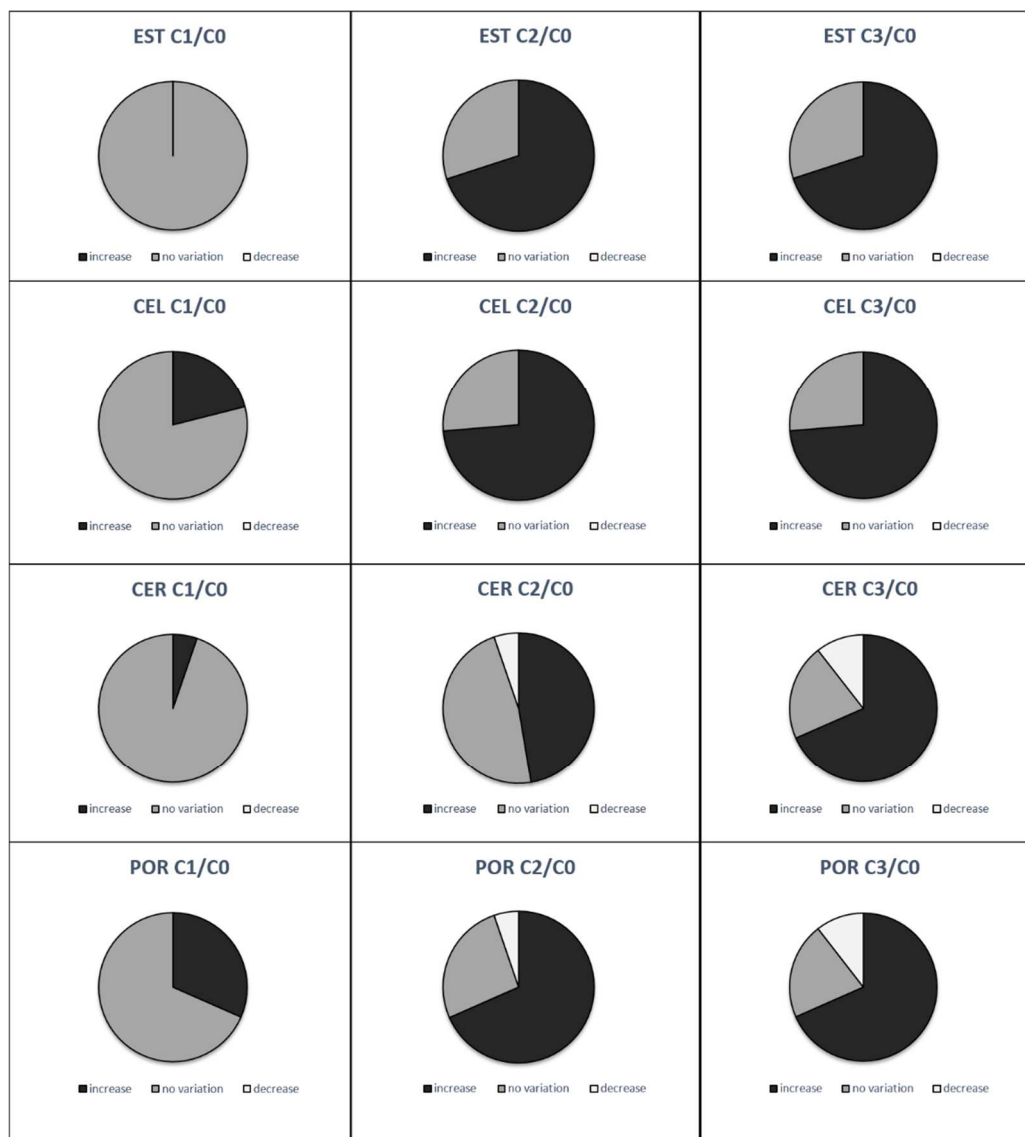 EST C1/C0
EST C2/C0
EST C3/C0
increase no variation decrease
increase no variation decrease
increase no variation decrease
CEL C1/C0
CEL C2/C0
CEL C3/C0
increase no variation decrease
increase no variation decrease
increase no variation decrease
CER C1/C0
CER C2/C0
CER C3/C0
increase no variation decrease
increase no variation decrease
increase no variation decrease
POR C1/C0
POR C2/C0
POR C3/C0
increase no variation decrease
increase no variation decrease
increase no variation decrease